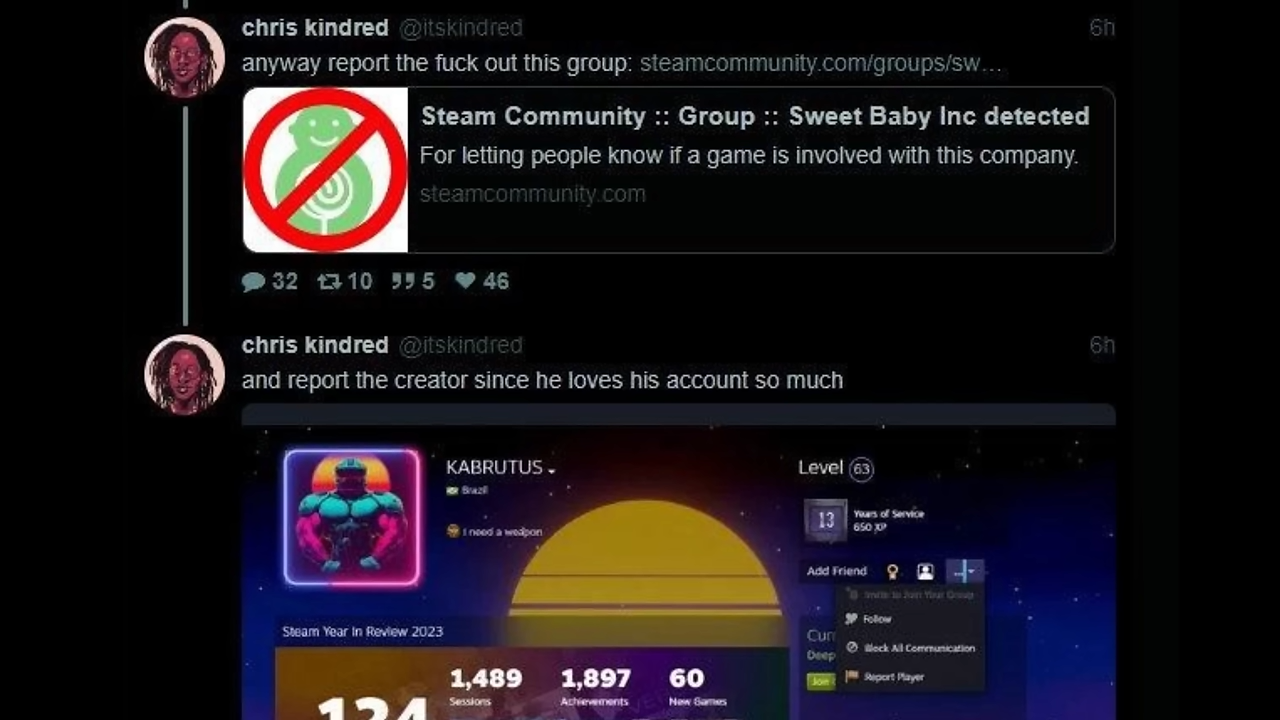 chris kindred @itskindred 6h
anyway report the fuck out this group: steamcommunity.com/groups/sw…
Steam Community :: Group :: Sweet Baby Inc detected
For letting people know if a game is involved with this company.
steamcommunity.com
32 10 5 46
chris kindred @itskindred 6h
and report the creator since he loves his account so much
KABRUTUS
Level 63
Brazil
13 Years of Service
650 XP
I need a weapon
Add Friend
Invite to Join Your Group
Follow
Block All Communication
Report Player
Steam Year In Review 2023
Curr
Deep
Join
1,489 1,897 60
Sessions Achievements New Games
124